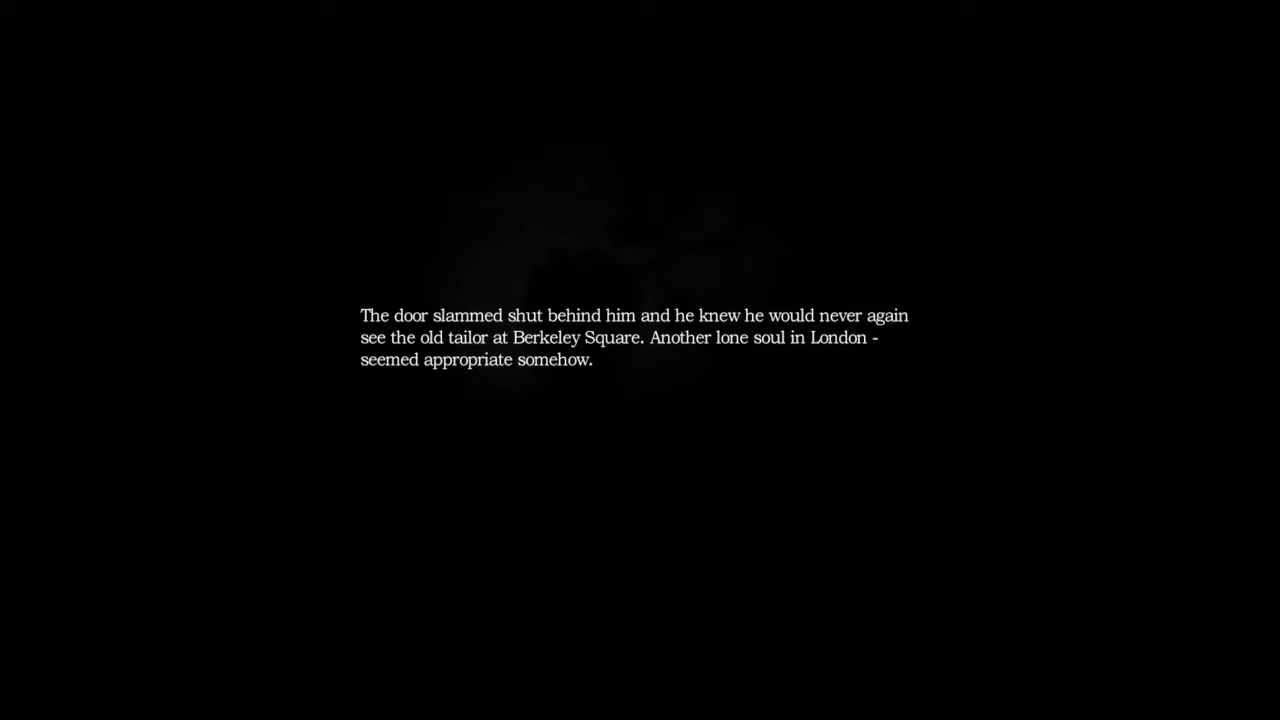 The door slammed shut behind him and he knew he would never again
see the old tailor at Berkeley Square. Another lone soul in London -
seemed appropriate somehow.